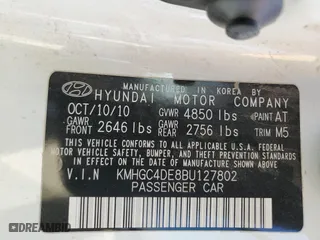 MANUFACTURED IN KOREA BY
HYUNDAI MOTOR COMPANY
OCT/10/10 GVWR 4850 lbs PAINT AT
GAWR FRONT 2646 lbs GAWR REAR 2756 lbs TRIM M5
THIS VEHICLE CONFORMS TO ALL APPLICABLE FEDERAL
MOTOR VEHICLE SAFETY, BUMPER, AND THEFT
PREVENTION STANDARDS IN EFFECT ON THE DATE OF
MANUFACTURE SHOWN ABOVE.
V.I.N KMHGC4DE8BU127802
PASSENGER CAR